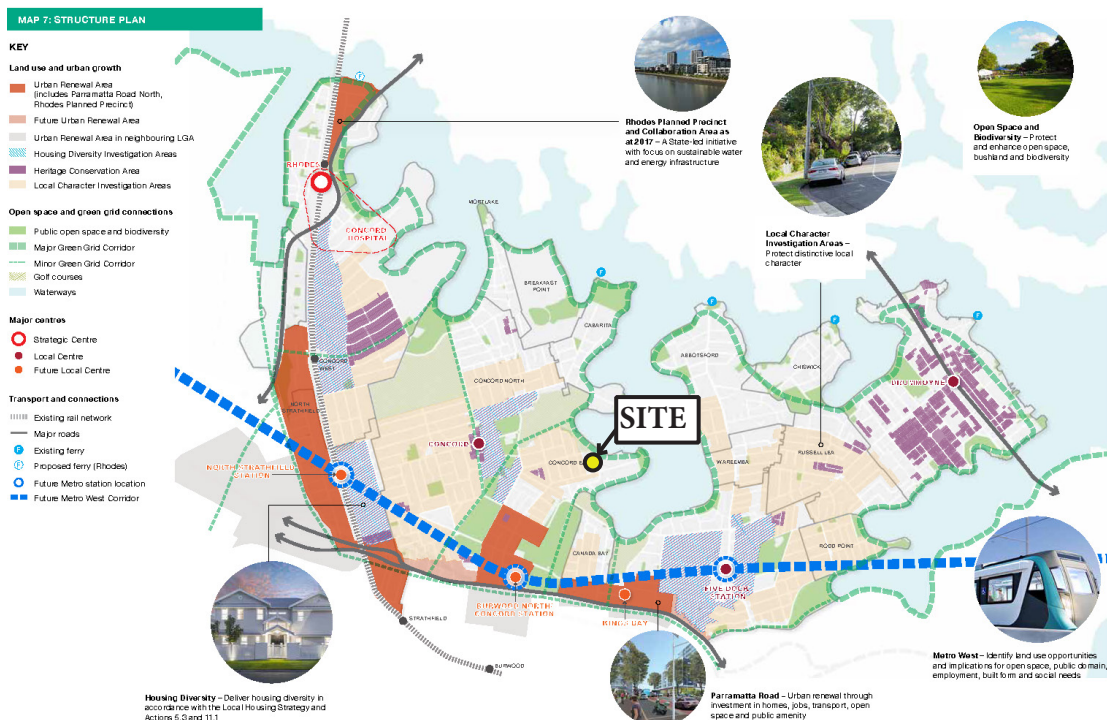 MAP 7: STRUCTURE PLAN
KEY
Land use and urban growth
Urban Renewal Area
(includes Parramatta Road North,
Rhodes Planned Precinct)
Future Urban Renewal Area
Urban Renewal Area in neighbouring LGA
Housing Diversity Investigation Areas
Heritage Conservation Area
Local Character Investigation Areas
Open space and green grid connections
Public open space and biodiversity
Major Green Grid Corridor
Minor Green Grid Corridor
Golf courses
Waterways
Major centres
Strategic Centre
Local Centre
Future Local Centre
Transport and connections
Existing rail network
Major roads
F
Existing ferry
F
Proposed ferry (Rhodes)
Future Metro station location
Future Metro West Corridor
F
RHODES
CONCORD
HOSPITAL
MORTLAKE
BREAKFAST
POINT
F
CABARITA
F
ABBOTSFORD
F
CHISWICK
F
DRUMMOYNE
CONCORD
WEST
CONCORD NORTH
NORTH
STRATHFIELD
CONCORD
SITE
CONCORD
WAREEMBA
RUSSELL LEA
NORTH STRATHFIELD
STATION
CANADA BAY
RODD POINT
FIVE DOCK
STATION
BURWOOD NORTH
CONCORD STATION
KINGS BAY
STRATHFIELD
BURWOOD
Rhodes Planned Precinct
and Collaboration Area as
at 2017 – A State-led initiative
with focus on sustainable water
and energy infrastructure
Open Space and
Biodiversity – Protect
and enhance open space,
bushland and biodiversity
Local Character
Investigation Areas –
Protect distinctive local
character
Housing Diversity – Deliver housing diversity in
accordance with the Local Housing Strategy and
Actions 5.3 and 11.1
Parramatta Road – Urban renewal through
investment in homes, jobs, transport, open
space and public amenity
Metro West – Identify land use opportunities
and implications for open space, public domain,
employment, built form and social needs